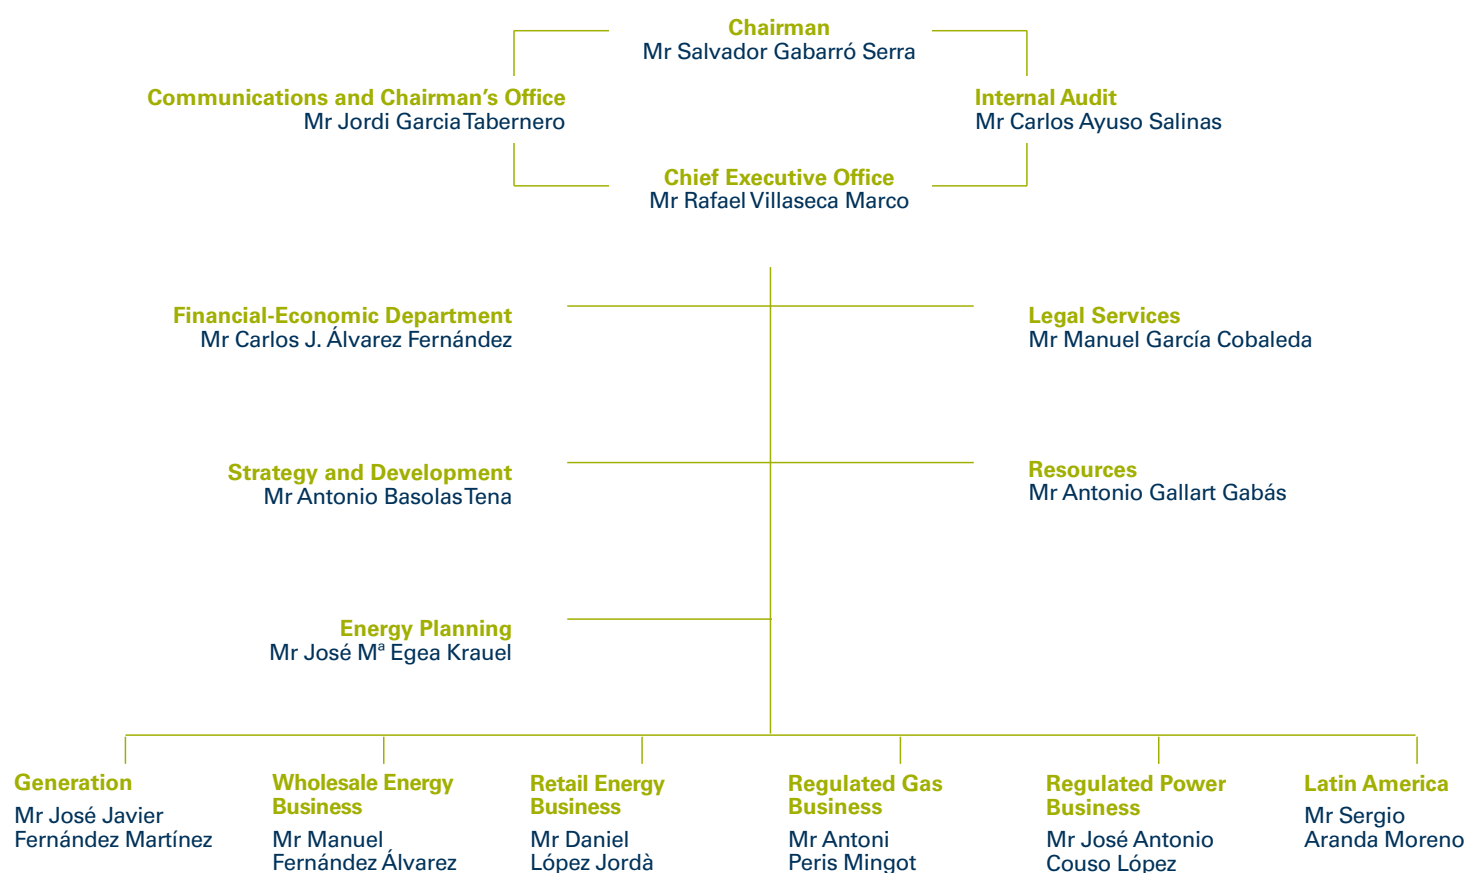 Chairman
Mr Salvador Gabarró Serra
Communications and Chairman's Office
Mr Jordi Garcia Tabernero
Internal Audit
Mr Carlos Ayuso Salinas
Chief Executive Office
Mr Rafael Villaseca Marco
Financial-Economic Department
Mr Carlos J. Álvarez Fernández
Legal Services
Mr Manuel García Cobaleda
Strategy and Development
Mr Antonio Basolas Tena
Resources
Mr Antonio Gallart Gabás
Energy Planning
Mr José Mª Egea Krauel
Generation
Mr José Javier
Fernández Martínez
Wholesale Energy
Business
Mr Manuel
Fernández Álvarez
Retail Energy
Business
Mr Daniel
López Jordà
Regulated Gas
Business
Mr Antoni
Peris Mingot
Regulated Power
Business
Mr José Antonio
Couso López
Latin America
Mr Sergio
Aranda Moreno